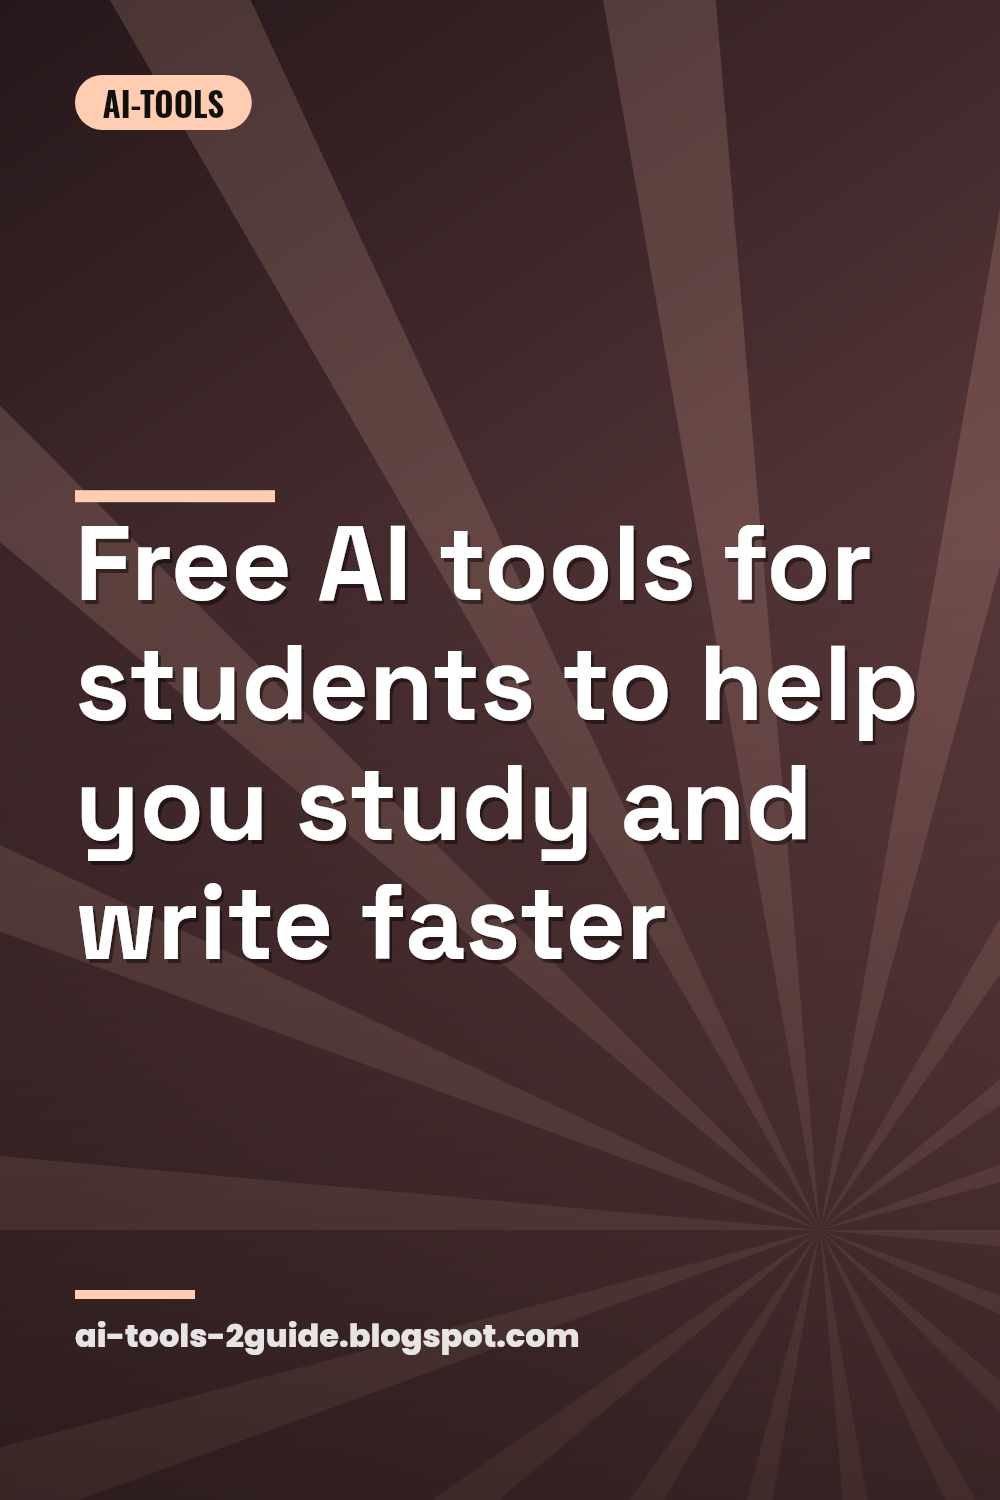 AI-TOOLS
Free AI tools for
students to help
you study and
write faster
ai-tools-2guide.blogspot.com